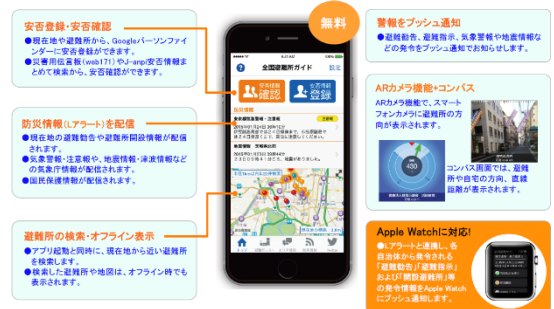 安否登録・安否確認
●現在地や避難所から、Googleパーソンファイ
ンダーに安否登録ができます。
●災害用伝言板(web171)やJ-anpi安否情報ま
とめて検索から、安否確認ができます。
防災情報(Lアラート)を配信
●現在地の避難勧告や避難所開設情報が配信
されます。
●気象警報・注意報や、地震情報・津波情報など
の気象庁情報が配信されます。
●国民保護情報が配信されます。
避難所の検索・オフライン表示
●アプリ起動と同時に、現在地から近い避難所
を検索します。
●検索した避難所や地図は、オフライン時でも
表示されます。
無料
全国避難所ガイド
設定
安否情報
確認
安否情報
登録
防災情報
警報をプッシュ通知
●避難勧告、避難指示、気象警報や地震情報な
どの発令をプッシュ通知でお知らせします。
ARカメラ機能+コンパス
ARカメラ機能で、スマート
フォンカメラに避難所の方
向が表示されます。
430
コンパス画面では、避難
所や自宅の方向、直線
距離が表示されます。
Apple Watchに対応!
●Lアラートと連携し、各
自治体から発令される
「避難勧告」「避難指示」
および「開設避難所」等
の発令情報をApple Watch
にプッシュ通知します。